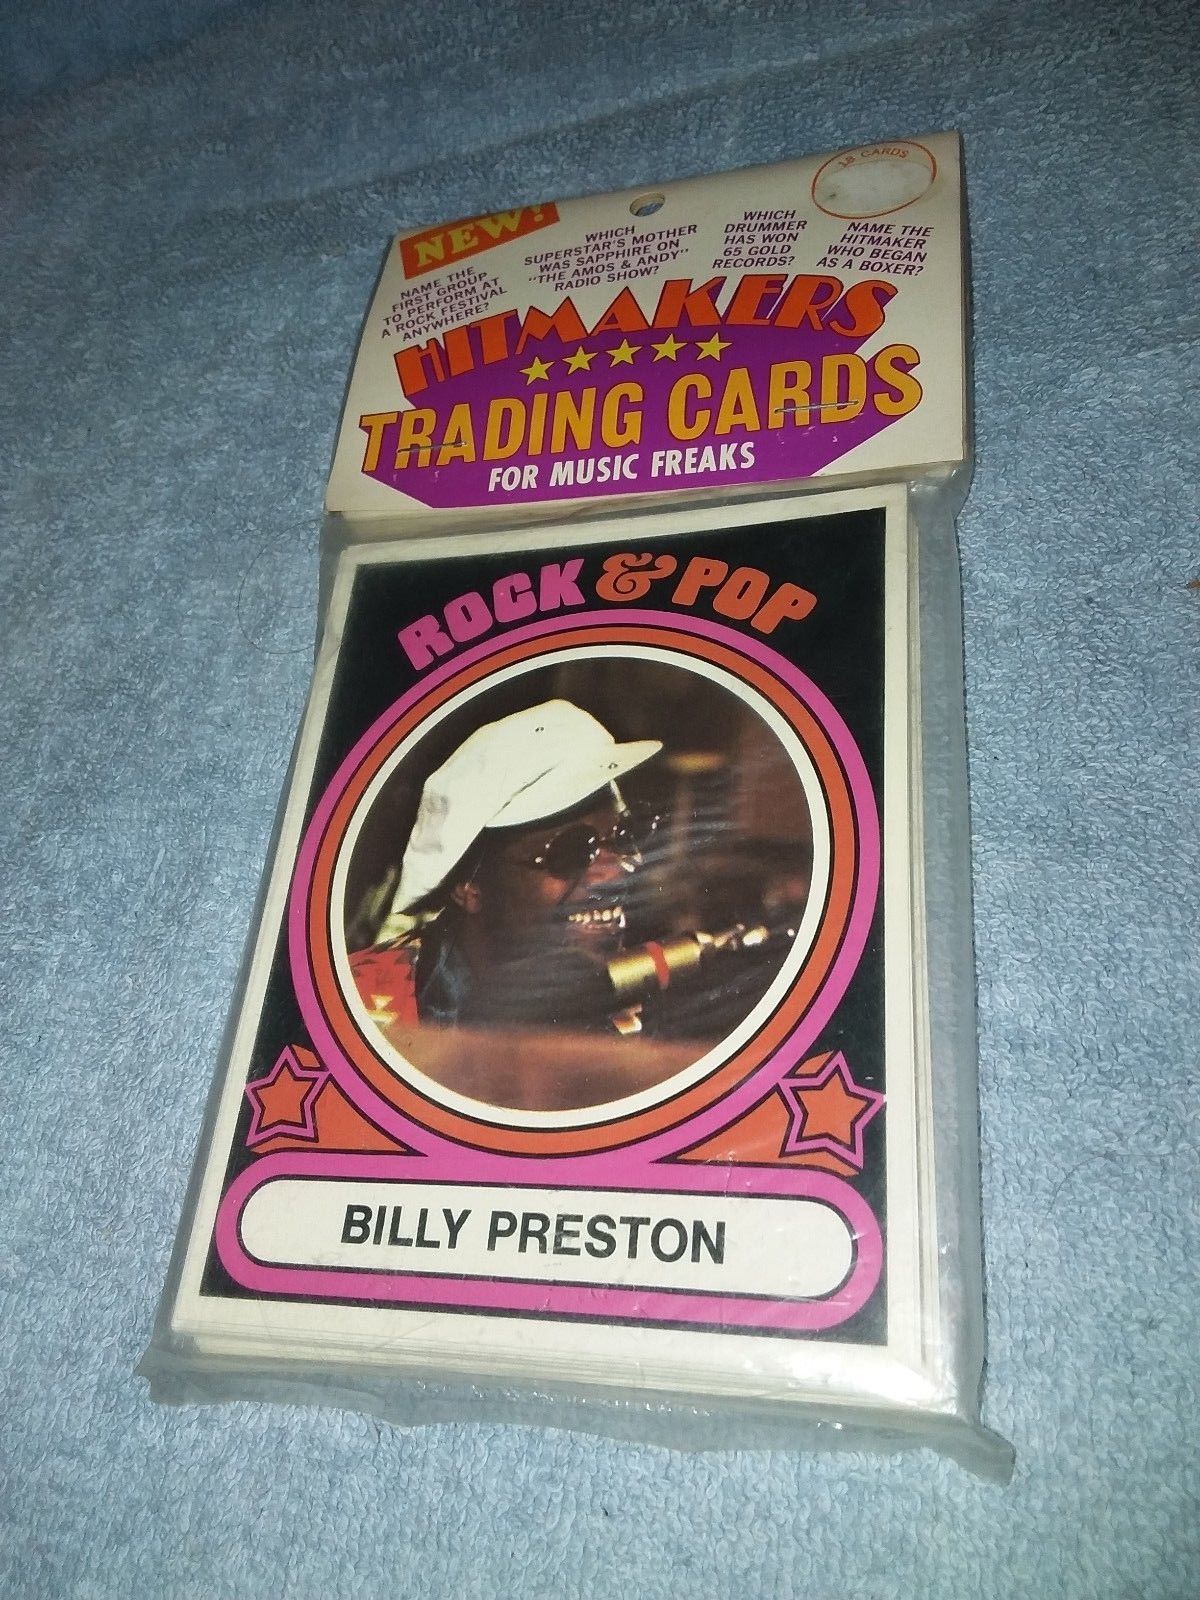 NEW!
18 CARDS
NAME THE
FIRST GROUP
TO PERFORM AT
A ROCK FESTIVAL
ANYWHERE?
WHICH
SUPERSTAR'S MOTHER
WAS SAPPHIRE ON
"THE AMOS & ANDY"
RADIO SHOW?
WHICH
DRUMMER
HAS WON
65 GOLD
RECORDS?
NAME THE
HITMAKER
WHO BEGAN
AS A BOXER?
HITMAKERS
TRADING CARDS
FOR MUSIC FREAKS
ROCK & POP
BILLY PRESTON